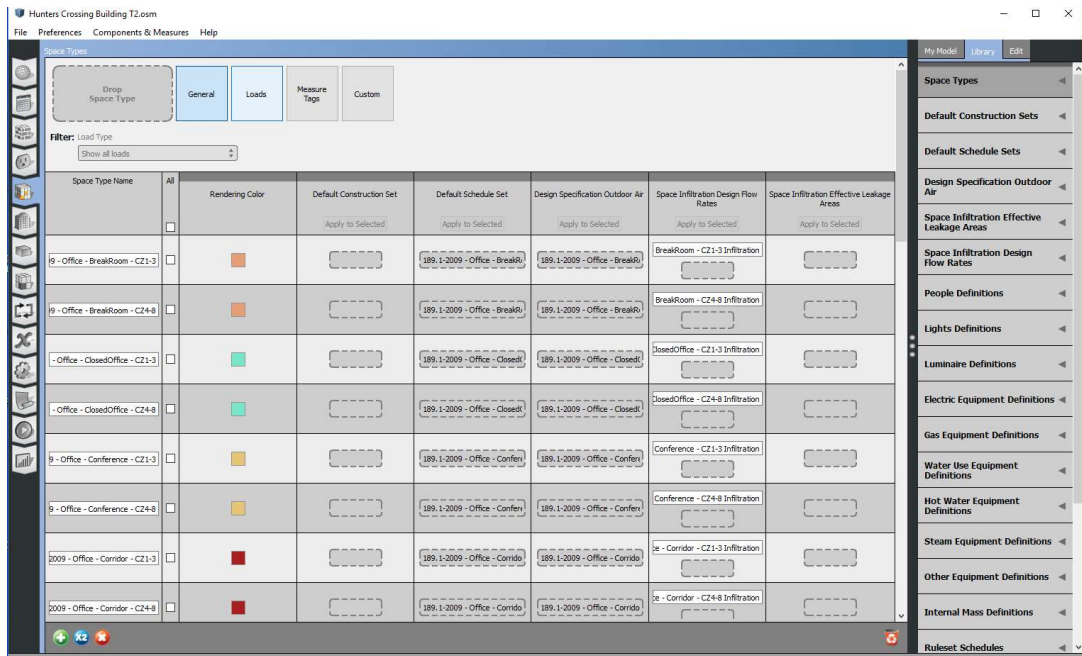 Hunters Crossing Building T2.osm
File Preferences Components & Measures Help
Space Types
My Model Library Edit
Drop
Space Type
General
Loads
Measure
Tags
Custom
Filter: Load Type
Show all loads
Space Type Name
All
Rendering Color
Default Construction Set
Apply to Selected
Default Schedule Set
Apply to Selected
Design Specification Outdoor Air
Apply to Selected
Space Infiltration Design Flow
Rates
Apply to Selected
Space Infiltration Effective Leakage
Areas
Apply to Selected
9 - Office - BreakRoom - CZ1-3
189.1-2009 - Office - BreakR
189.1-2009 - Office - BreakR
BreakRoom - CZ1-3 Infiltration
9 - Office - BreakRoom - CZ4-8
189.1-2009 - Office - BreakR
189.1-2009 - Office - BreakR
BreakRoom - CZ4-8 Infiltration
- Office - ClosedOffice - CZ1-3
189.1-2009 - Office - Closed
189.1-2009 - Office - Closed
ClosedOffice - CZ1-3 Infiltration
- Office - ClosedOffice - CZ4-8
189.1-2009 - Office - Closed
189.1-2009 - Office - Closed
ClosedOffice - CZ4-8 Infiltration
9 - Office - Conference - CZ1-3
189.1-2009 - Office - Confer
189.1-2009 - Office - Confer
Conference - CZ1-3 Infiltration
9 - Office - Conference - CZ4-8
189.1-2009 - Office - Confer
189.1-2009 - Office - Confer
Conference - CZ4-8 Infiltration
2009 - Office - Corridor - CZ1-3
189.1-2009 - Office - Corrido
189.1-2009 - Office - Corrido
ce - Corridor - CZ1-3 Infiltration
2009 - Office - Corridor - CZ4-8
189.1-2009 - Office - Corrido
189.1-2009 - Office - Corrido
ce - Corridor - CZ4-8 Infiltration
X2
Space Types
Default Construction Sets
Default Schedule Sets
Design Specification Outdoor
Air
Space Infiltration Effective
Leakage Areas
Space Infiltration Design
Flow Rates
People Definitions
Lights Definitions
Luminaire Definitions
Electric Equipment Definitions
Gas Equipment Definitions
Water Use Equipment
Definitions
Hot Water Equipment
Definitions
Steam Equipment Definitions
Other Equipment Definitions
Internal Mass Definitions
Ruleset Schedules